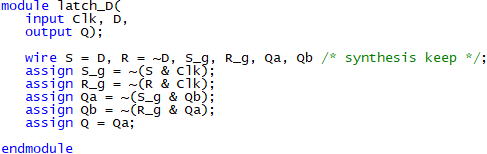 module latch_D(
input Clk, D,
output Q);
wire S = D, R = ~D, S_g, R_g, Qa, Qb /* synthesis keep */;
assign S_g = ~(S & Clk);
assign R_g = ~(R & Clk);
assign Qa = ~(S_g & Qb);
assign Qb = ~(R_g & Qa);
assign Q = Qa;
endmodule